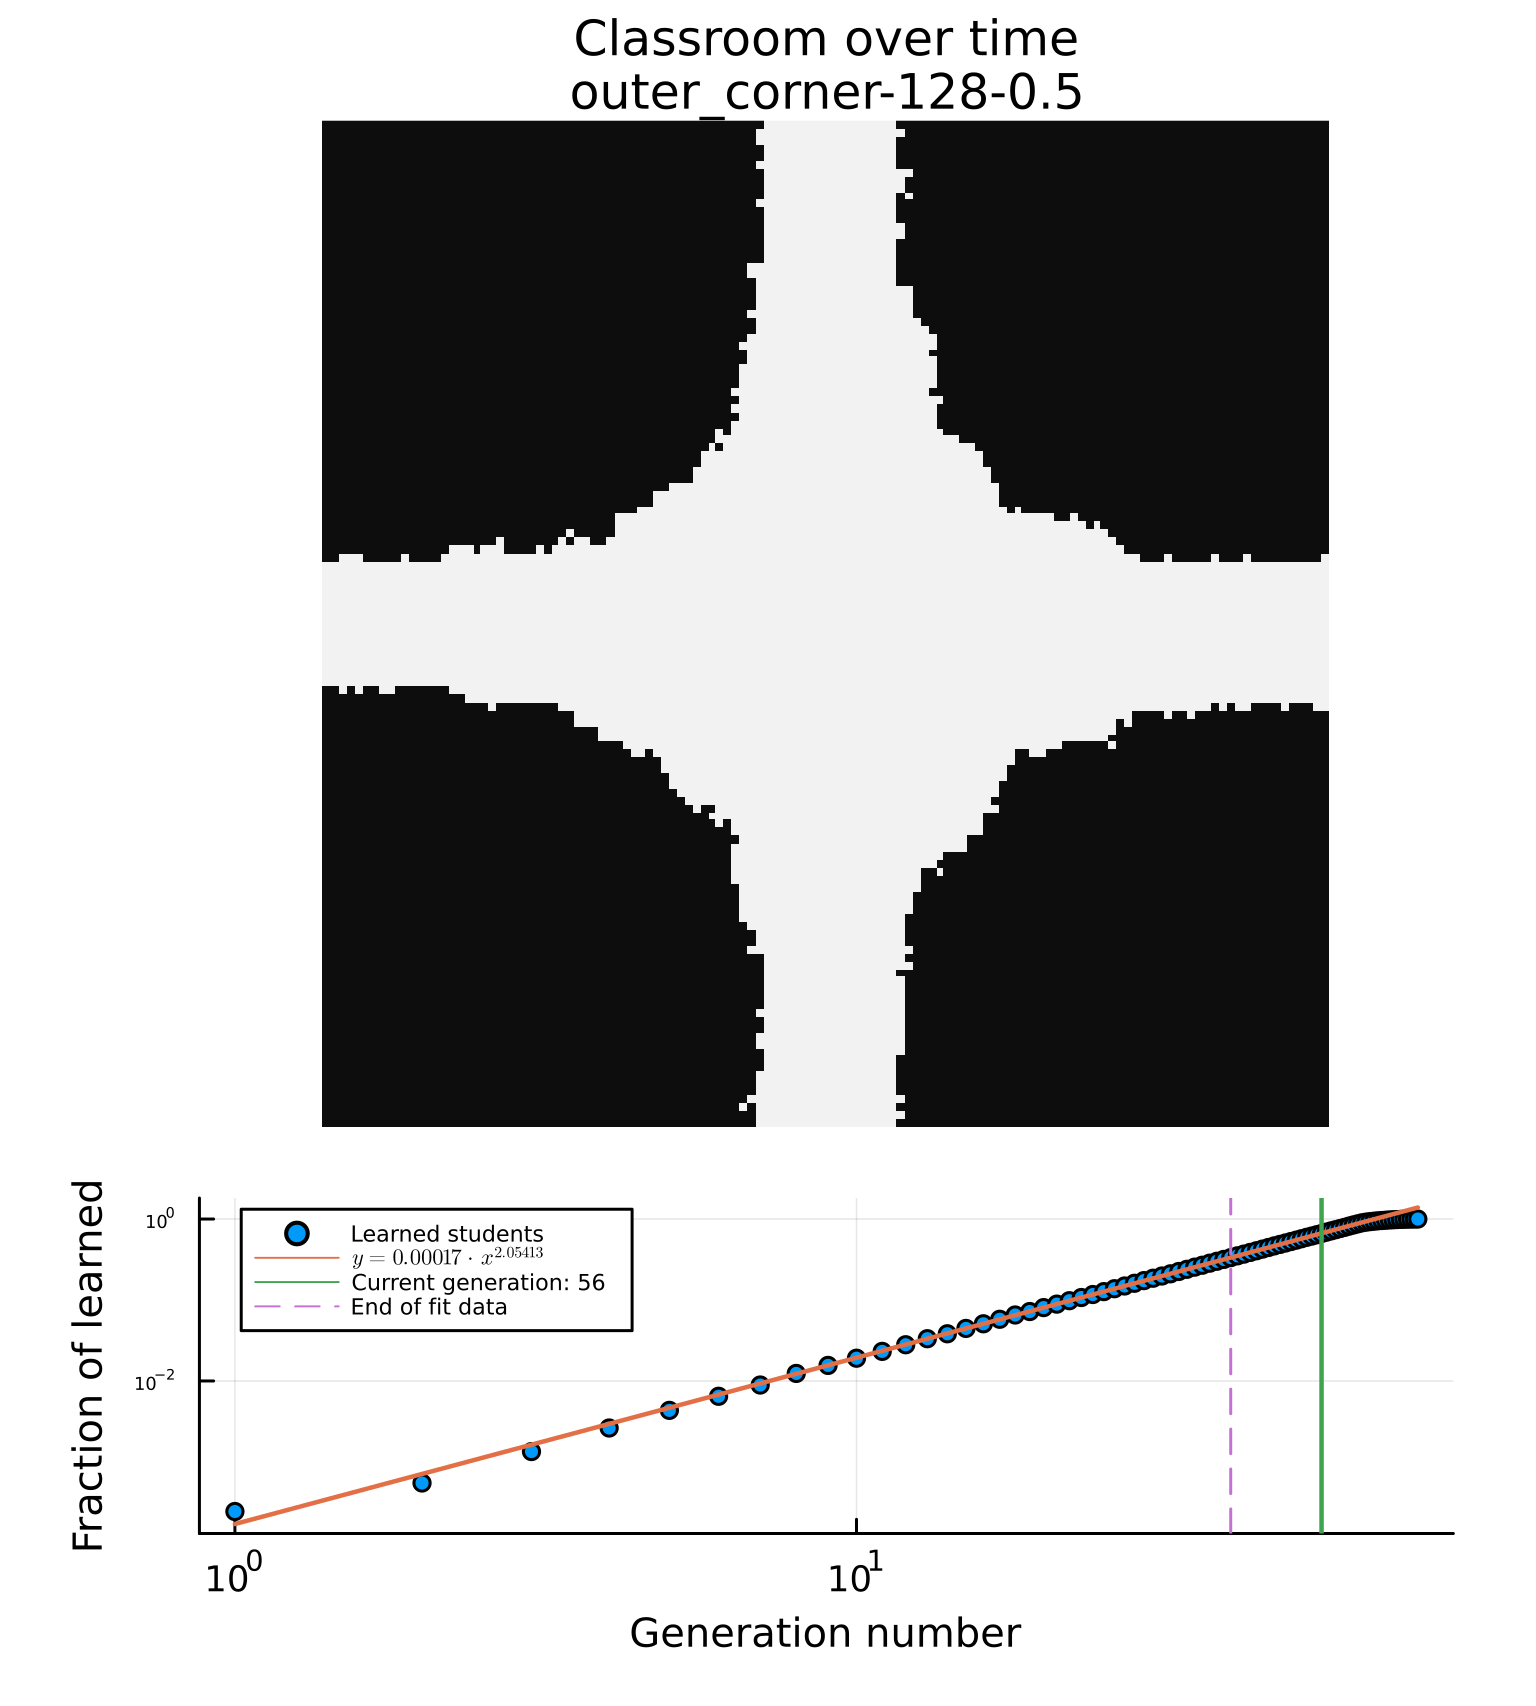 Classroom over time
outer_corner-128-0.5
Fraction of learned
10^0
10^−2
Learned students
y = 0.00017 · x^2.05413
Current generation: 56
End of fit data
10^0
10^1
Generation number